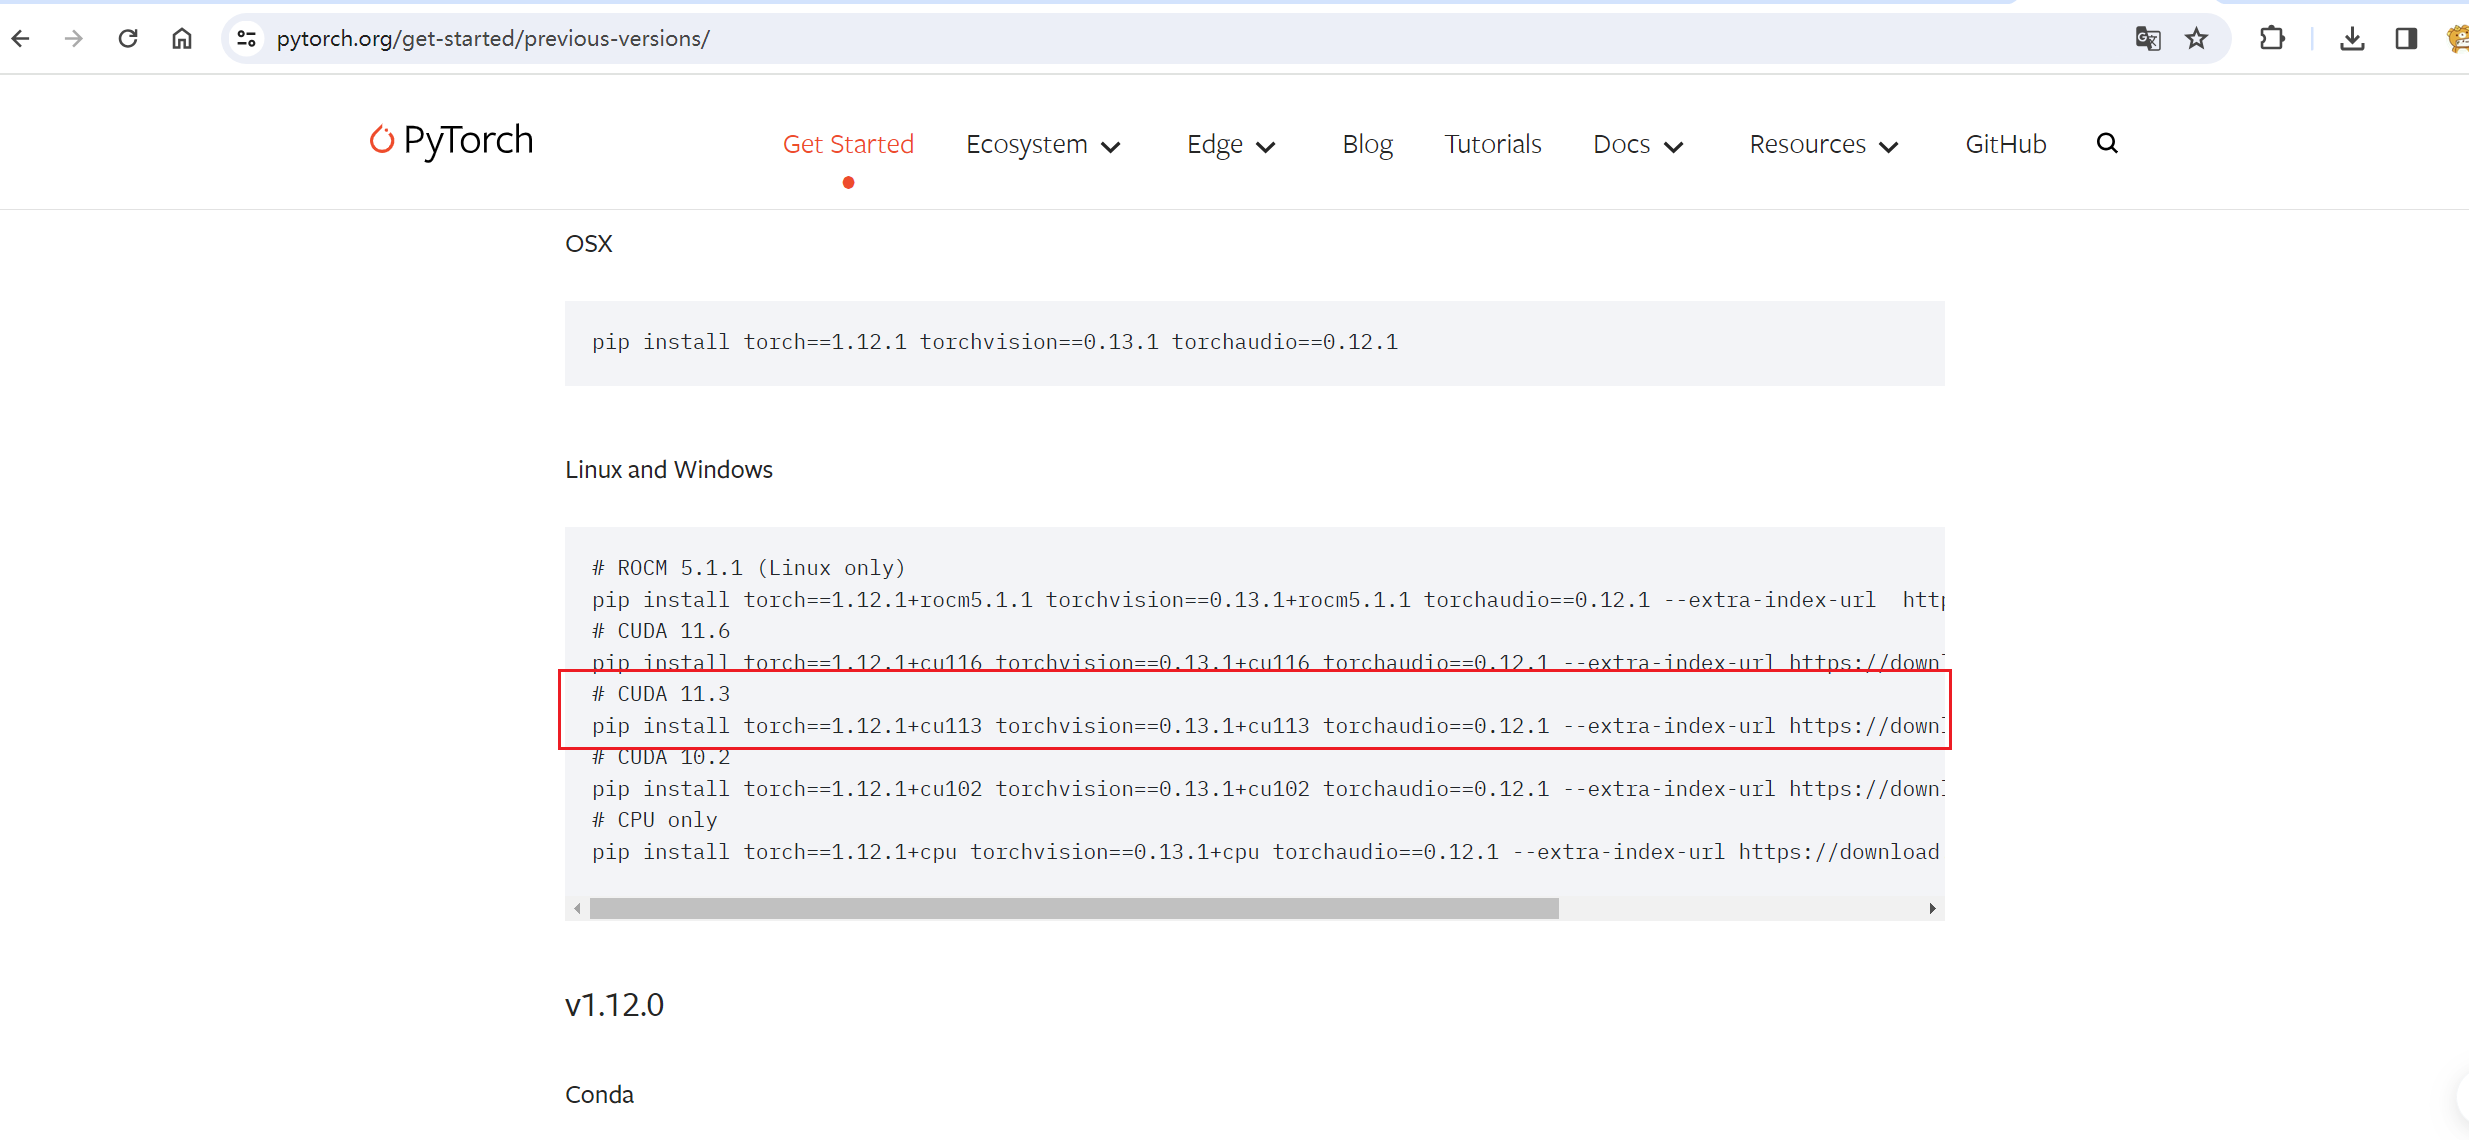 pytorch.org/get-started/previous-versions/
PyTorch
Get Started
Ecosystem
Edge
Blog
Tutorials
Docs
Resources
GitHub
OSX
pip install torch==1.12.1 torchvision==0.13.1 torchaudio==0.12.1
Linux and Windows
# ROCM 5.1.1 (Linux only)
pip install torch==1.12.1+rocm5.1.1 torchvision==0.13.1+rocm5.1.1 torchaudio==0.12.1 --extra-index-url  http
# CUDA 11.6
pip install torch==1.12.1+cu116 torchvision==0.13.1+cu116 torchaudio==0.12.1 --extra-index-url https://downl
# CUDA 11.3
pip install torch==1.12.1+cu113 torchvision==0.13.1+cu113 torchaudio==0.12.1 --extra-index-url https://downl
# CUDA 10.2
pip install torch==1.12.1+cu102 torchvision==0.13.1+cu102 torchaudio==0.12.1 --extra-index-url https://downl
# CPU only
pip install torch==1.12.1+cpu torchvision==0.13.1+cpu torchaudio==0.12.1 --extra-index-url https://download
v1.12.0
Conda